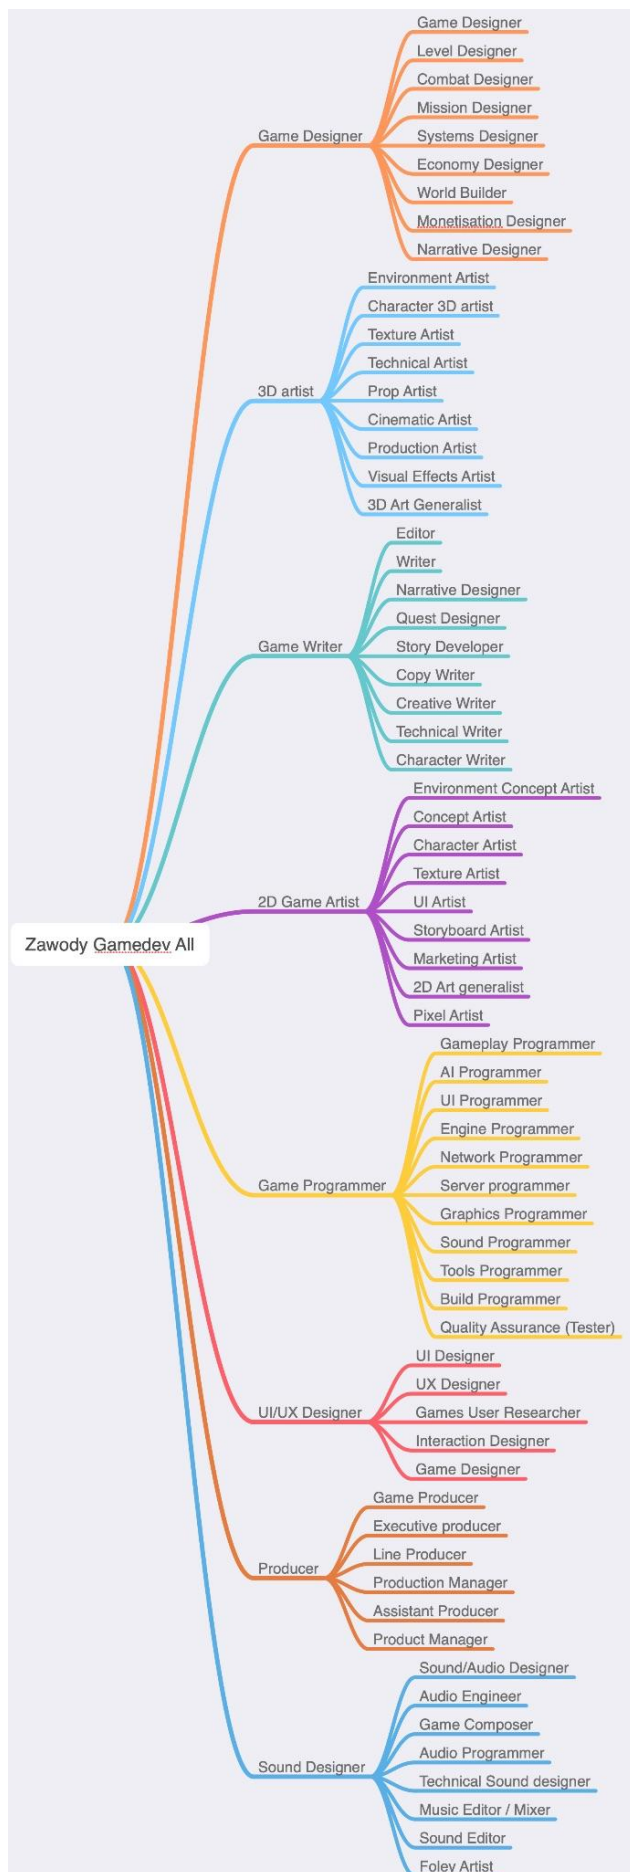 Game Designer
Level Designer
Combat Designer
Mission Designer
Game Designer
Systems Designer
Economy Designer
World Builder
Monetisation Designer
Narrative Designer
Environment Artist
Character 3D artist
Texture Artist
Technical Artist
3D artist
Prop Artist
Cinematic Artist
Production Artist
Visual Effects Artist
3D Art Generalist
Editor
Writer
Narrative Designer
Quest Designer
Game Writer
Story Developer
Copy Writer
Creative Writer
Technical Writer
Character Writer
Environment Concept Artist
Concept Artist
Character Artist
Texture Artist
2D Game Artist
UI Artist
Storyboard Artist
Zawody Gamedev All
Marketing Artist
2D Art generalist
Pixel Artist
Gameplay Programmer
AI Programmer
UI Programmer
Engine Programmer
Network Programmer
Game Programmer
Server programmer
Graphics Programmer
Sound Programmer
Tools Programmer
Build Programmer
Quality Assurance (Tester)
UI Designer
UX Designer
UI/UX Designer
Games User Researcher
Interaction Designer
Game Designer
Game Producer
Executive producer
Line Producer
Producer
Production Manager
Assistant Producer
Product Manager
Sound/Audio Designer
Audio Engineer
Game Composer
Audio Programmer
Sound Designer
Technical Sound designer
Music Editor / Mixer
Sound Editor
Foley Artist